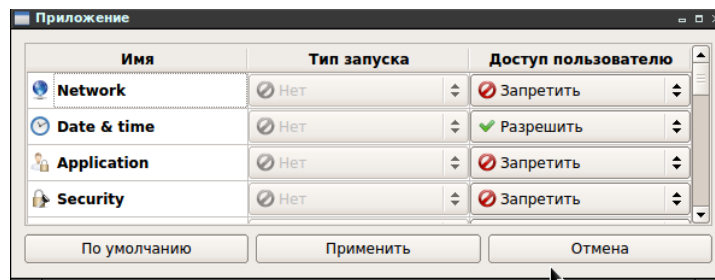 Приложение
Имя Тип запуска Доступ пользователю
Network Нет Запретить
Date & time Нет Разрешить
Application Нет Запретить
Security Нет Запретить
По умолчанию Применить Отмена